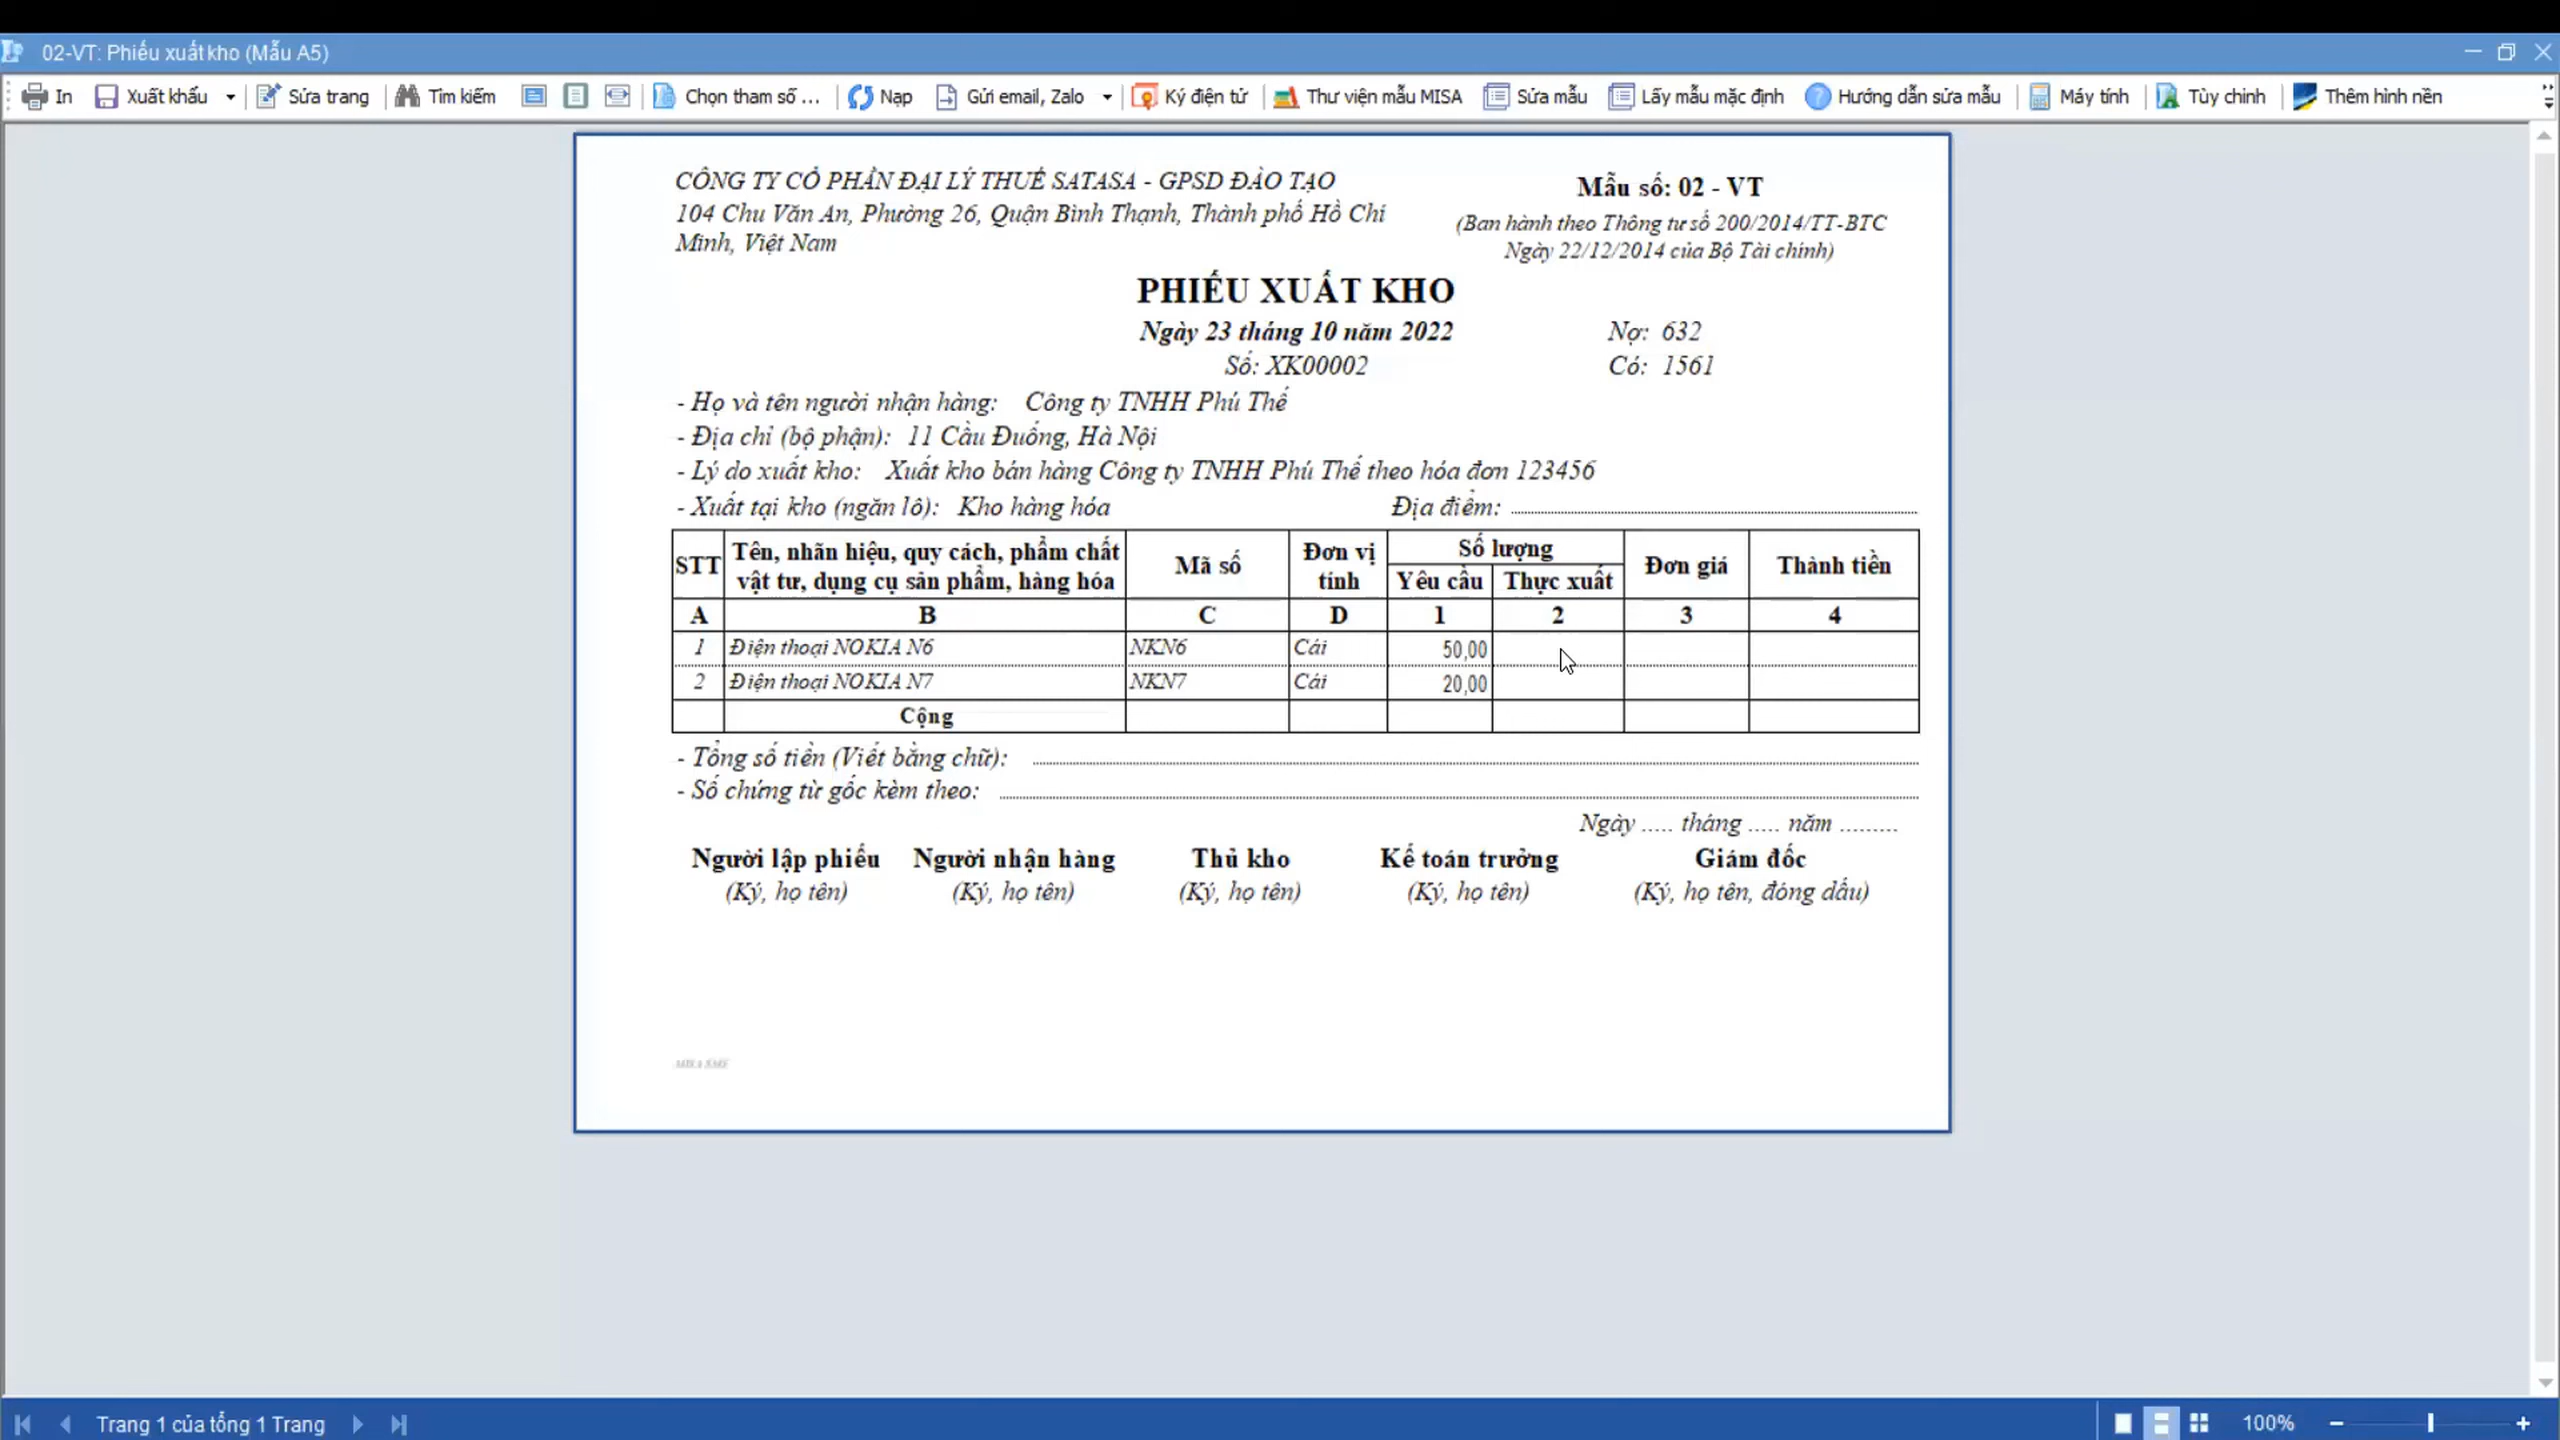 02-VT: Phiếu xuất kho (Mẫu A5)
In Xuất khẩu Sửa trang Tìm kiếm Chọn tham số ... Nạp Gửi email, Zalo Ký điện tử Thư viện mẫu MISA Sửa mẫu Lấy mẫu mặc định Hướng dẫn sửa mẫu Máy tính Tùy chỉnh Thêm hình nền
CÔNG TY CỔ PHẦN ĐẠI LÝ THUẾ SATASA - GPSD ĐÀO TẠO
104 Chu Văn An, Phường 26, Quận Bình Thạnh, Thành phố Hồ Chí
Minh, Việt Nam
Mẫu số: 02 - VT
(Ban hành theo Thông tư số 200/2014/TT-BTC
Ngày 22/12/2014 của Bộ Tài chính)
PHIẾU XUẤT KHO
Ngày 23 tháng 10 năm 2022
Nợ: 632
Số: XK00002
Có: 1561
- Họ và tên người nhận hàng: Công ty TNHH Phú Thế
- Địa chỉ (bộ phận): 11 Cầu Đuống, Hà Nội
- Lý do xuất kho: Xuất kho bán hàng Công ty TNHH Phú Thế theo hóa đơn 123456
- Xuất tại kho (ngăn lô): Kho hàng hóa Địa điểm:
STT Tên, nhãn hiệu, quy cách, phẩm chất vật tư, dụng cụ sản phẩm, hàng hóa Mã số Đơn vị tính Số lượng Đơn giá Thành tiền
Yêu cầu Thực xuất
A B C D 1 2 3 4
1 Điện thoại NOKIA N6 NKN6 Cái 50,00
2 Điện thoại NOKIA N7 NKN7 Cái 20,00
Cộng
- Tổng số tiền (Viết bằng chữ):
- Số chứng từ gốc kèm theo:
Ngày ..... tháng ..... năm .........
Người lập phiếu Người nhận hàng Thủ kho Kế toán trưởng Giám đốc
(Ký, họ tên) (Ký, họ tên) (Ký, họ tên) (Ký, họ tên) (Ký, họ tên, đóng dấu)
MISA SME
Trang 1 của tổng 1 Trang
100%